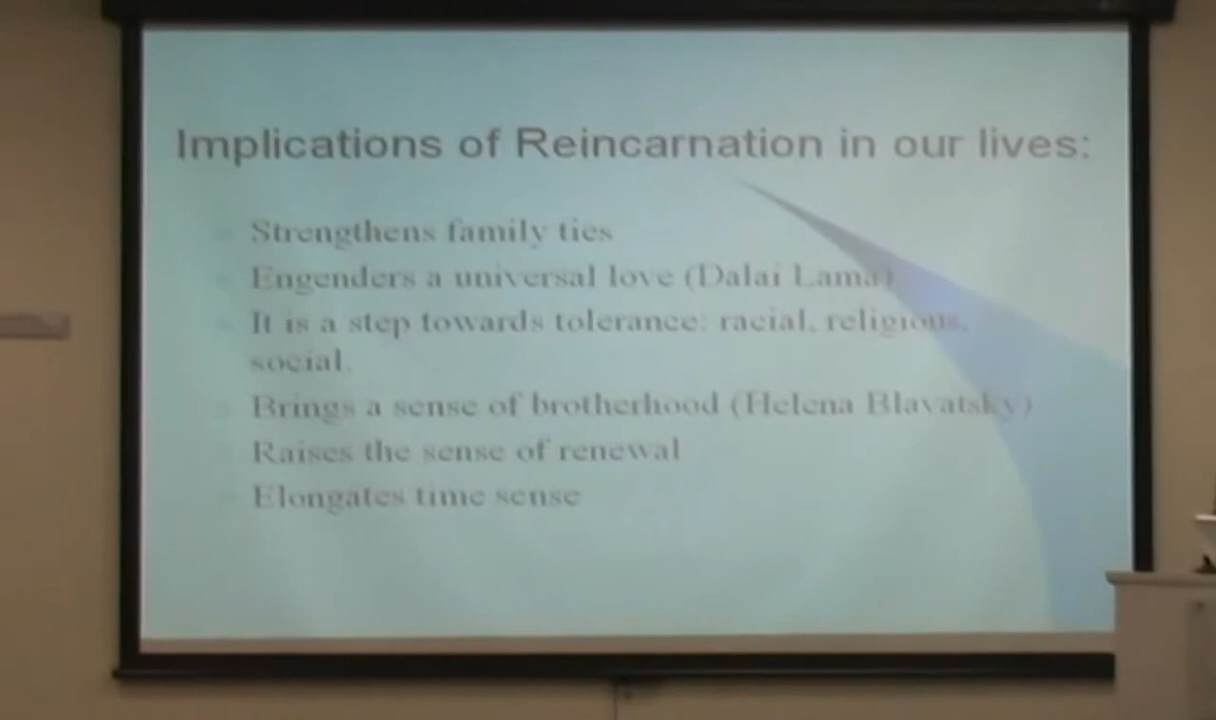 Implications of Reincarnation in our lives:
Strengthens family ties
Engenders a universal love (Dalai Lama)
It is a step towards tolerance: racial, religious,
social.
Brings a sense of brotherhood (Helena Blavatsky)
Raises the sense of renewal
Elongates time sense